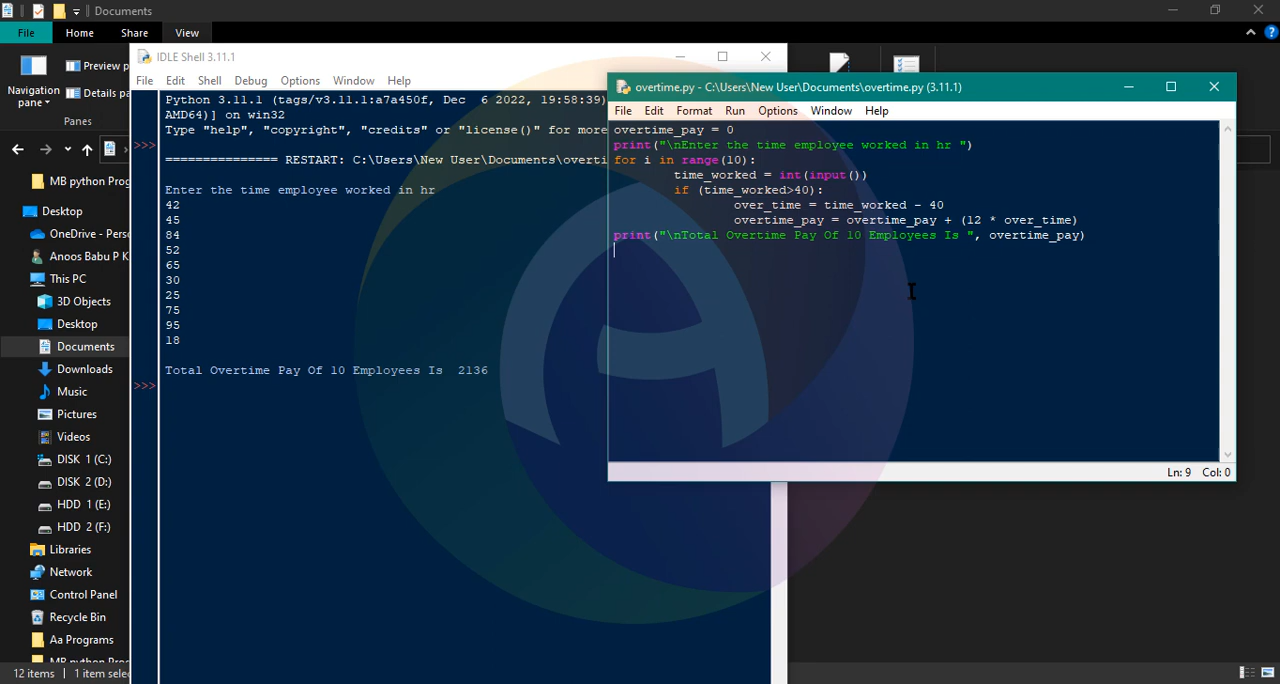 Documents
File
Home
Share
View
Navigation
pane
Preview p
Details pa
Panes
MB python Prog
Desktop
OneDrive - Pers
Anoos Babu P K
This PC
3D Objects
Desktop
Documents
Downloads
Music
Pictures
Videos
DISK 1 (C:)
DISK 2 (D:)
HDD 1 (E:)
HDD 2 (F:)
Libraries
Network
Control Panel
Recycle Bin
Aa Programs
MB python Prog
12 items
1 item selec
IDLE Shell 3.11.1
File Edit Shell Debug Options Window Help
Python 3.11.1 (tags/v3.11.1:a7a450f, Dec 6 2022, 19:58:39)
AMD64)] on win32
Type "help", "copyright", "credits" or "license()" for more
>>>
=============== RESTART: C:\Users\New User\Documents\overti
Enter the time employee worked in hr
42
45
84
52
65
30
25
75
95
18
Total Overtime Pay Of 10 Employees Is 2136
>>>
overtime.py - C:\Users\New User\Documents\overtime.py (3.11.1)
File Edit Format Run Options Window Help
overtime_pay = 0
print("\nEnter the time employee worked in hr ")
for i in range(10):
time_worked = int(input())
if (time_worked>40):
over_time = time_worked - 40
overtime_pay = overtime_pay + (12 * over_time)
print("\nTotal Overtime Pay Of 10 Employees Is ", overtime_pay)
Ln: 9 Col: 0